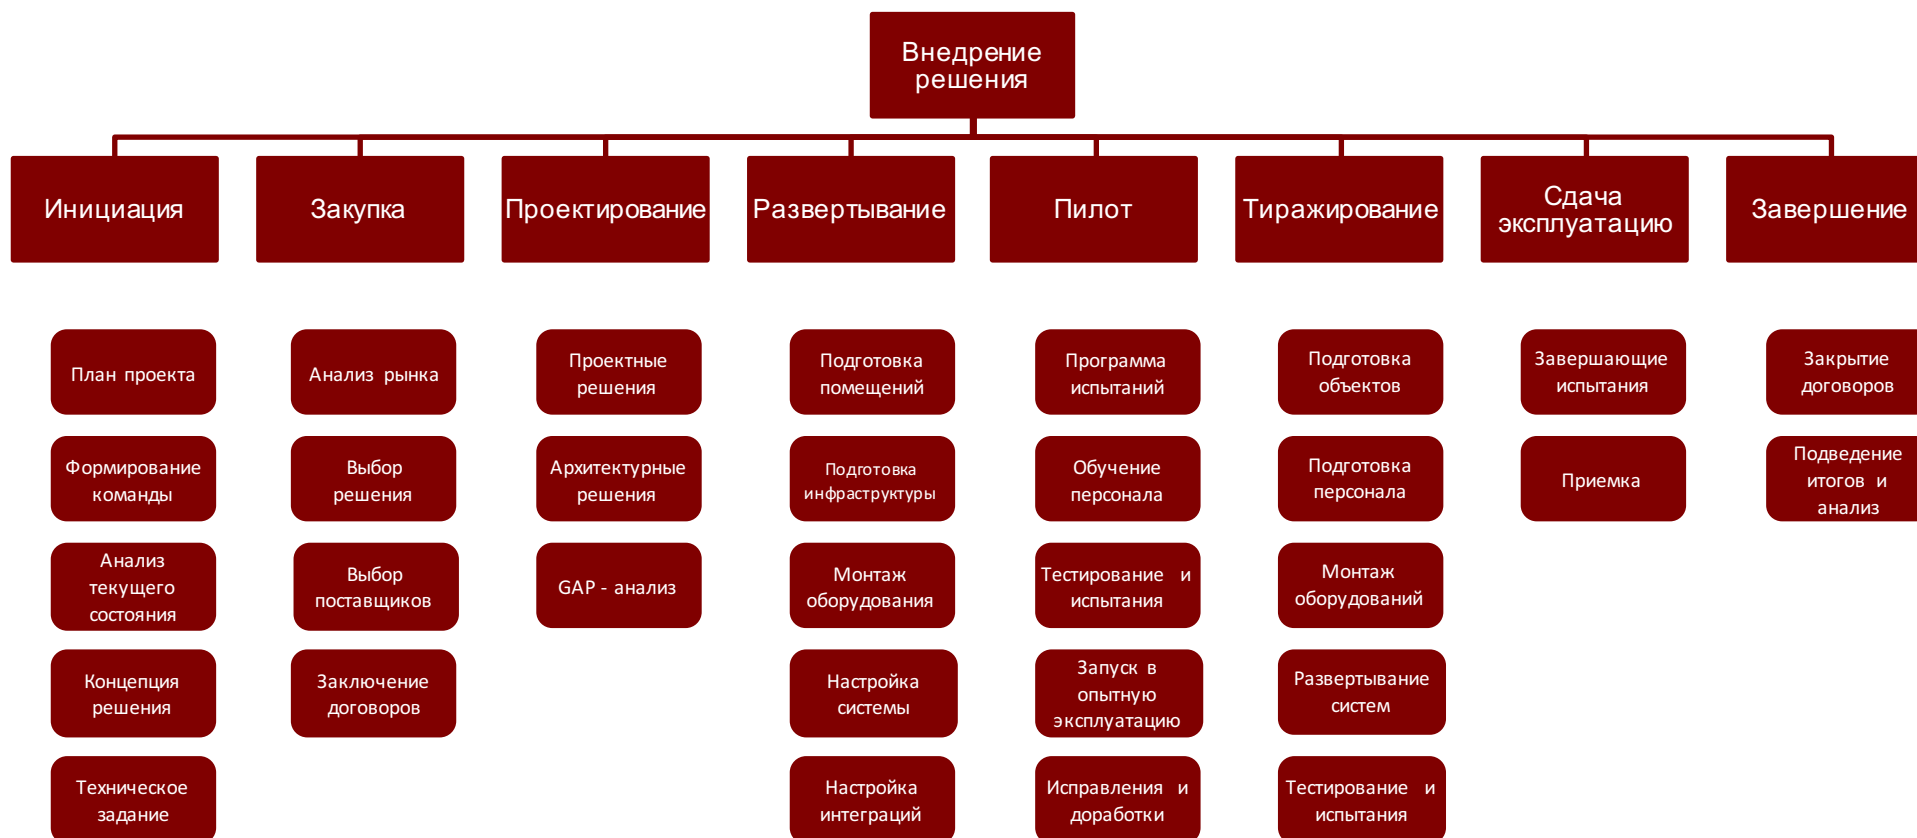 Внедрение
решения
Инициация
Закупка
Проектирование
Развертывание
Пилот
Тиражирование
Сдача
эксплуатацию
Завершение
План проекта
Формирование
команды
Анализ
текущего
состояния
Концепция
решения
Техническое
задание
Анализ рынка
Выбор
решения
Выбор
поставщиков
Заключение
договоров
Проектные
решения
Архитектурные
решения
GAP - анализ
Подготовка
помещений
Подготовка
инфраструктуры
Монтаж
оборудования
Настройка
системы
Настройка
интеграций
Программа
испытаний
Обучение
персонала
Тестирование и
испытания
Запуск в
опытную
эксплуатацию
Исправления и
доработки
Подготовка
объектов
Подготовка
персонала
Монтаж
оборудований
Развертывание
систем
Тестирование и
испытания
Завершающие
испытания
Приемка
Закрытие
договоров
Подведение
итогов и
анализ